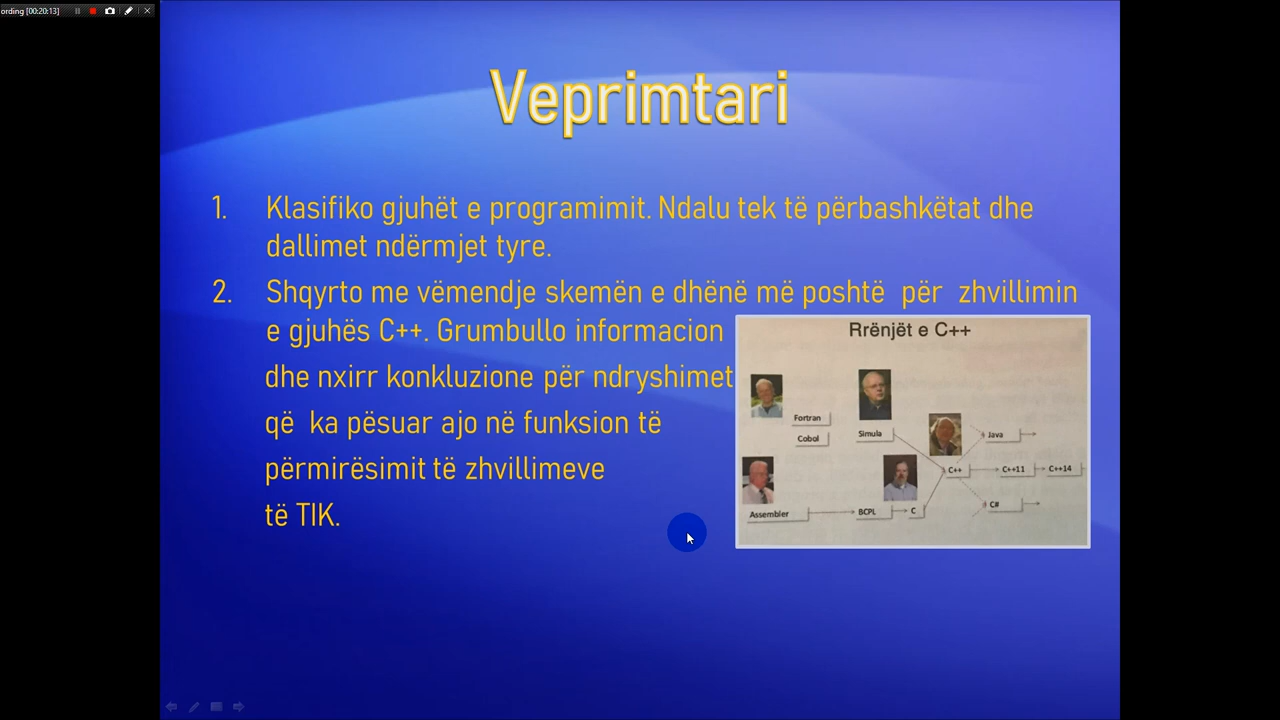 ording [00:20:13]
Veprimtari
1. Klasifiko gjuhët e programimit. Ndalu tek të përbashkëtat dhe
dallimet ndërmjet tyre.
2. Shqyrto me vëmendje skemën e dhënë më poshtë për zhvillimin
e gjuhës C++. Grumbullo informacion
dhe nxirr konkluzione për ndryshimet
që ka pësuar ajo në funksion të
përmirësimit të zhvillimeve
të TIK.
Rrënjët e C++
Fortran
Cobol
Simula
Java
C++
C++11
C++14
Assembler
BCPL
C
C#